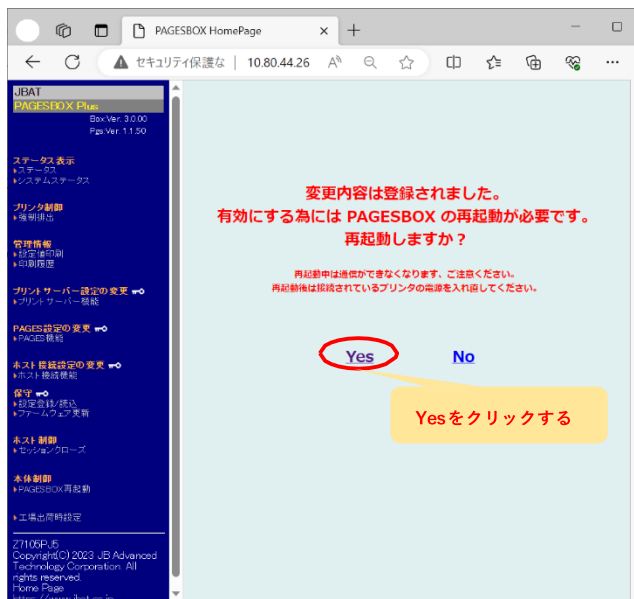 PAGESBOX HomePage
セキュリティ保護な | 10.80.44.26
JBAT
PAGESBOX Plus
Box:Ver. 3.0.00
Pgs:Ver. 1.1.50
ステータス表示
ステータス
システムステータス
プリンタ制御
強制排出
管理情報
設定値印刷
印刷履歴
プリントサーバー設定の変更
プリントサーバー機能
PAGES設定の変更
PAGES機能
ホスト接続設定の変更
ホスト接続機能
保守
設定登録/読込
ファームウェア更新
ホスト制御
セッションクローズ
本体制御
PAGESBOX再起動
工場出荷時設定
Z7105PJ5
Copyright(C) 2023 JB Advanced
Technology Corporation. All
rights reserved.
Home Page
変更内容は登録されました。
有効にする為には PAGESBOX の再起動が必要です。
再起動しますか？
再起動中は通信ができなくなります、ご注意ください。
再起動後は接続されているプリンタの電源を入れ直してください。
Yes No
Yesをクリックする